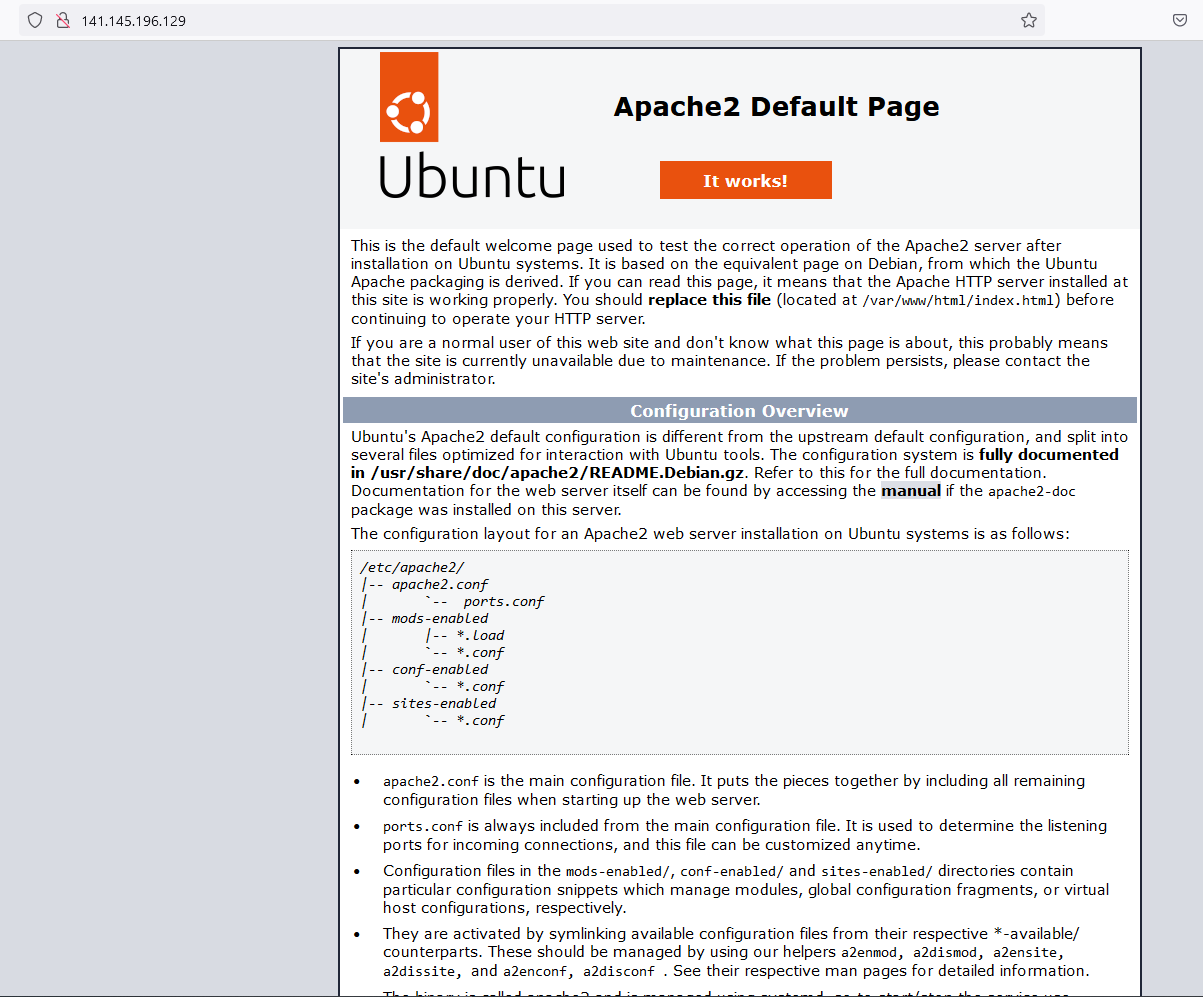 141.145.196.129
Apache2 Default Page
Ubuntu
It works!
This is the default welcome page used to test the correct operation of the Apache2 server after
installation on Ubuntu systems. It is based on the equivalent page on Debian, from which the Ubuntu
Apache packaging is derived. If you can read this page, it means that the Apache HTTP server installed at
this site is working properly. You should replace this file (located at /var/www/html/index.html) before
continuing to operate your HTTP server.
If you are a normal user of this web site and don't know what this page is about, this probably means
that the site is currently unavailable due to maintenance. If the problem persists, please contact the
site's administrator.
Configuration Overview
Ubuntu's Apache2 default configuration is different from the upstream default configuration, and split into
several files optimized for interaction with Ubuntu tools. The configuration system is fully documented
in /usr/share/doc/apache2/README.Debian.gz. Refer to this for the full documentation.
Documentation for the web server itself can be found by accessing the manual if the apache2-doc
package was installed on this server.
The configuration layout for an Apache2 web server installation on Ubuntu systems is as follows:
/etc/apache2/
|-- apache2.conf
|       `--  ports.conf
|-- mods-enabled
|       |-- *.load
|       `-- *.conf
|-- conf-enabled
|       `-- *.conf
|-- sites-enabled
|       `-- *.conf
• apache2.conf is the main configuration file. It puts the pieces together by including all remaining
configuration files when starting up the web server.
• ports.conf is always included from the main configuration file. It is used to determine the listening
ports for incoming connections, and this file can be customized anytime.
• Configuration files in the mods-enabled/, conf-enabled/ and sites-enabled/ directories contain
particular configuration snippets which manage modules, global configuration fragments, or virtual
host configurations, respectively.
• They are activated by symlinking available configuration files from their respective *-available/
counterparts. These should be managed by using our helpers a2enmod, a2dismod, a2ensite,
a2dissite, and a2enconf, a2disconf . See their respective man pages for detailed information.